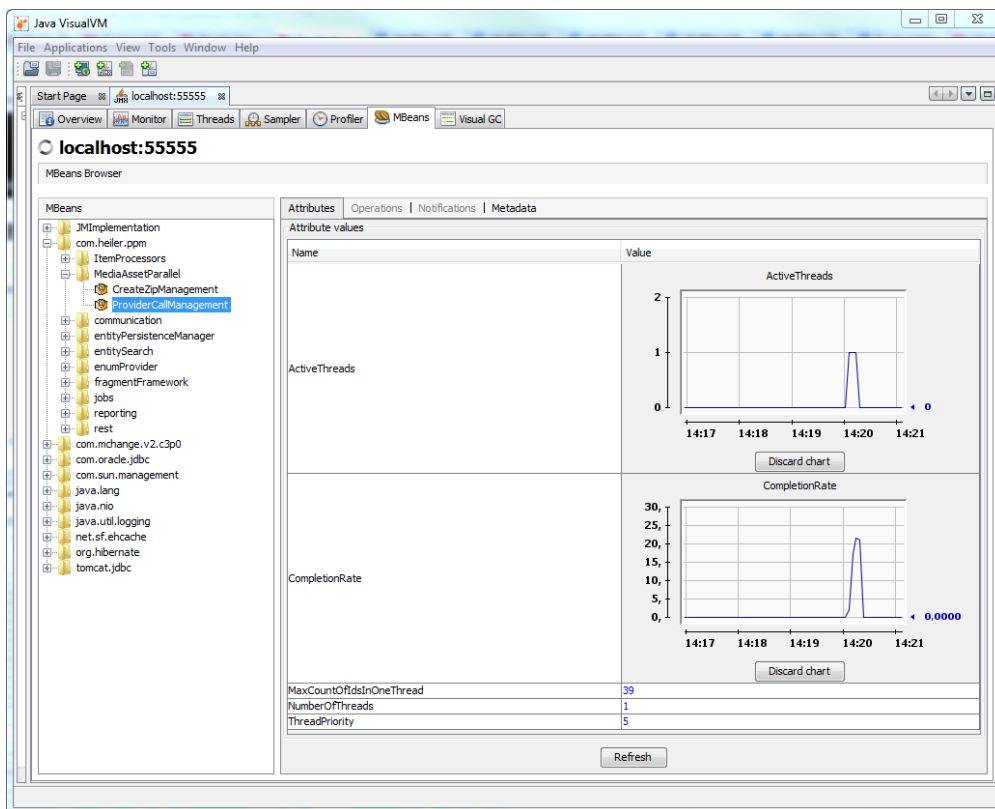 Java VisualVM
File Applications View Tools Window Help
Start Page localhost:55555
Overview Monitor Threads Sampler Profiler MBeans Visual GC
localhost:55555
MBeans Browser
MBeans
JMImplementation
com.heiler.ppm
ItemProcessors
MediaAssetParallel
CreateZipManagement
ProviderCallManagement
communication
entityPersistenceManager
entitySearch
enumProvider
fragmentFramework
jobs
reporting
rest
com.mchange.v2.c3p0
com.oracle.jdbc
com.sun.management
java.lang
java.nio
java.util.logging
net.sf.ehcache
org.hibernate
tomcat.jdbc
Attributes Operations | Notifications | Metadata
Attribute values
Name Value
ActiveThreads
ActiveThreads
2
1
0
0
14:17 14:18 14:19 14:20 14:21
Discard chart
CompletionRate
CompletionRate
30,
25,
20,
15,
10,
5,
0,
0,0000
14:17 14:18 14:19 14:20 14:21
Discard chart
MaxCountOfIdsInOneThread 39
NumberOfThreads 1
ThreadPriority 5
Refresh